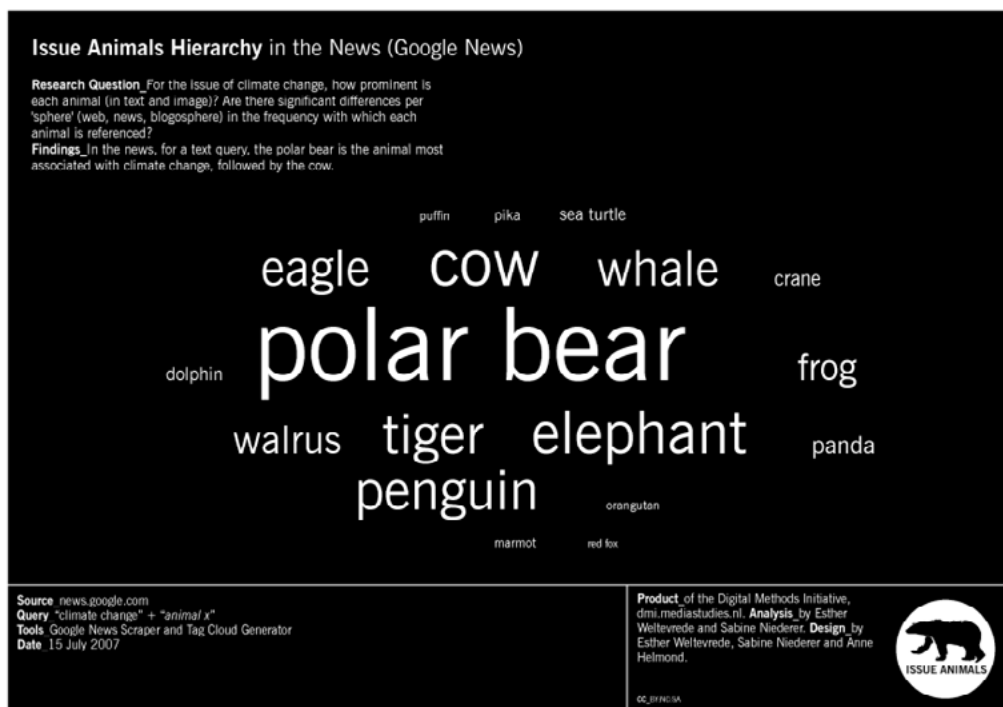 Issue Animals Hierarchy in the News (Google News)
Research Question_For the issue of climate change, how prominent is
each animal (in text and image)? Are there significant differences per
'sphere' (web, news, blogosphere) in the frequency with which each
animal is referenced?
Findings_In the news, for a text query, the polar bear is the animal most
associated with climate change, followed by the cow.
puffin pika sea turtle
eagle cow whale crane
polar bear
dolphin frog
walrus tiger elephant panda
penguin orangutan
marmot red fox
Source_news.google.com
Query_"climate change" + "animal x"
Tools_Google News Scraper and Tag Cloud Generator
Date_15 July 2007
Product_of the Digital Methods Initiative,
dmi.mediastudies.nl. Analysis_by Esther
Weltevrede and Sabine Niederer. Design_by
Esther Weltevrede, Sabine Niederer and Anne
Helmond.
CC_BY.NC.SA
ISSUE ANIMALS